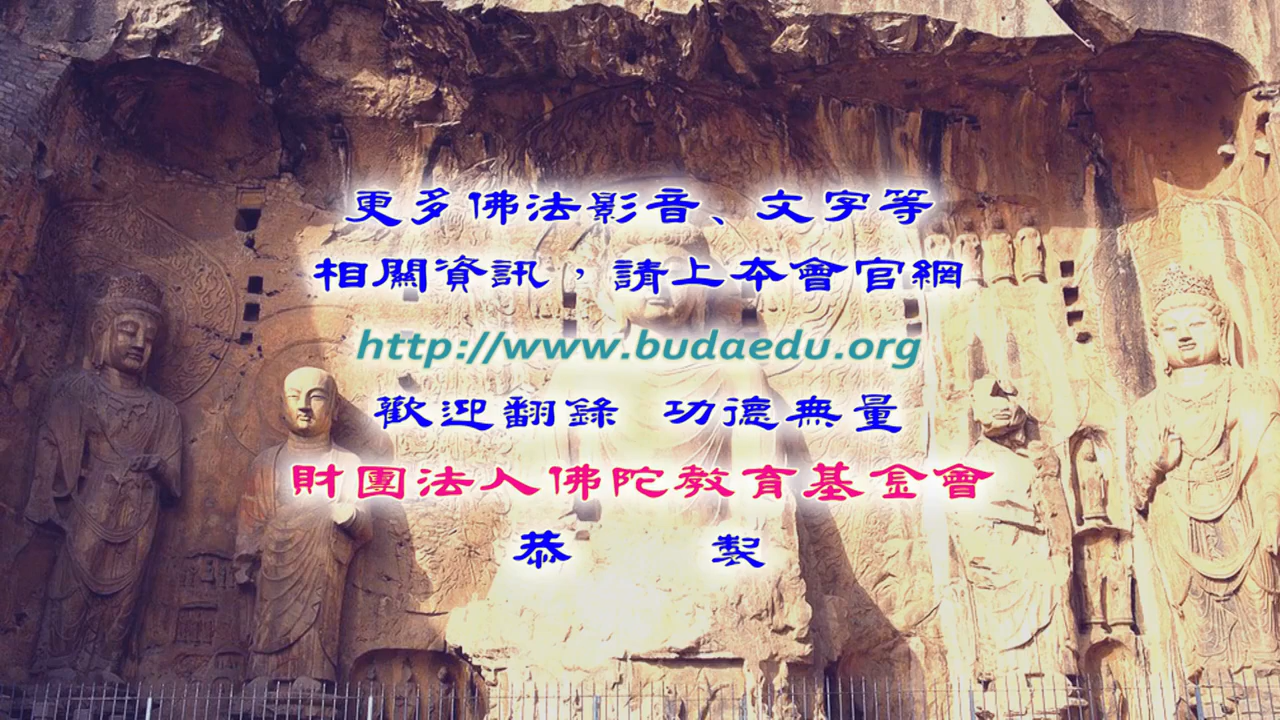 更多佛法影音、文字等
相關資訊，請上本會官網
http://www.budaedu.org
歡迎翻錄 功德無量
財團法人佛陀教育基金會
恭 製